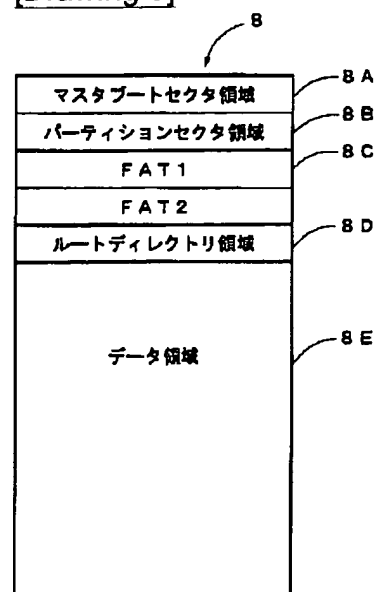 8
マスタブートセクタ領域 8A
パーティションセクタ領域 8B
FAT1 8C
FAT2
ルートディレクトリ領域 8D
データ領域 8E